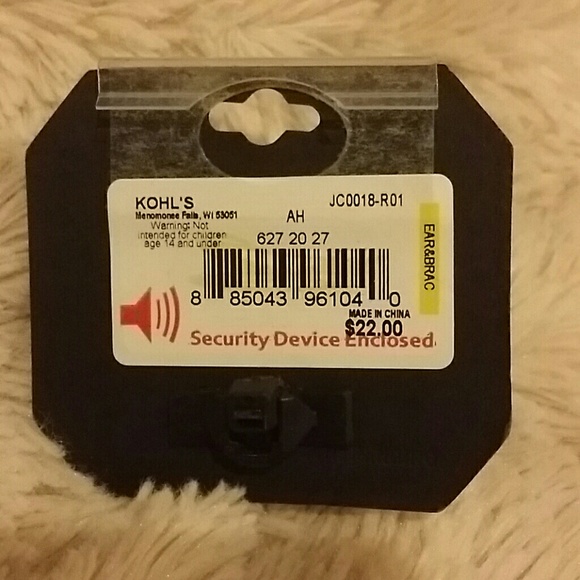 KOHL'S JC0018-R01
Menomonee Falls, WI 53051
Warning: Not
intended for children
age 14 and under
AH
627 20 27
EAR&BRAC
8 85043 96104 0
MADE IN CHINA
$22.00
Security Device Enclosed